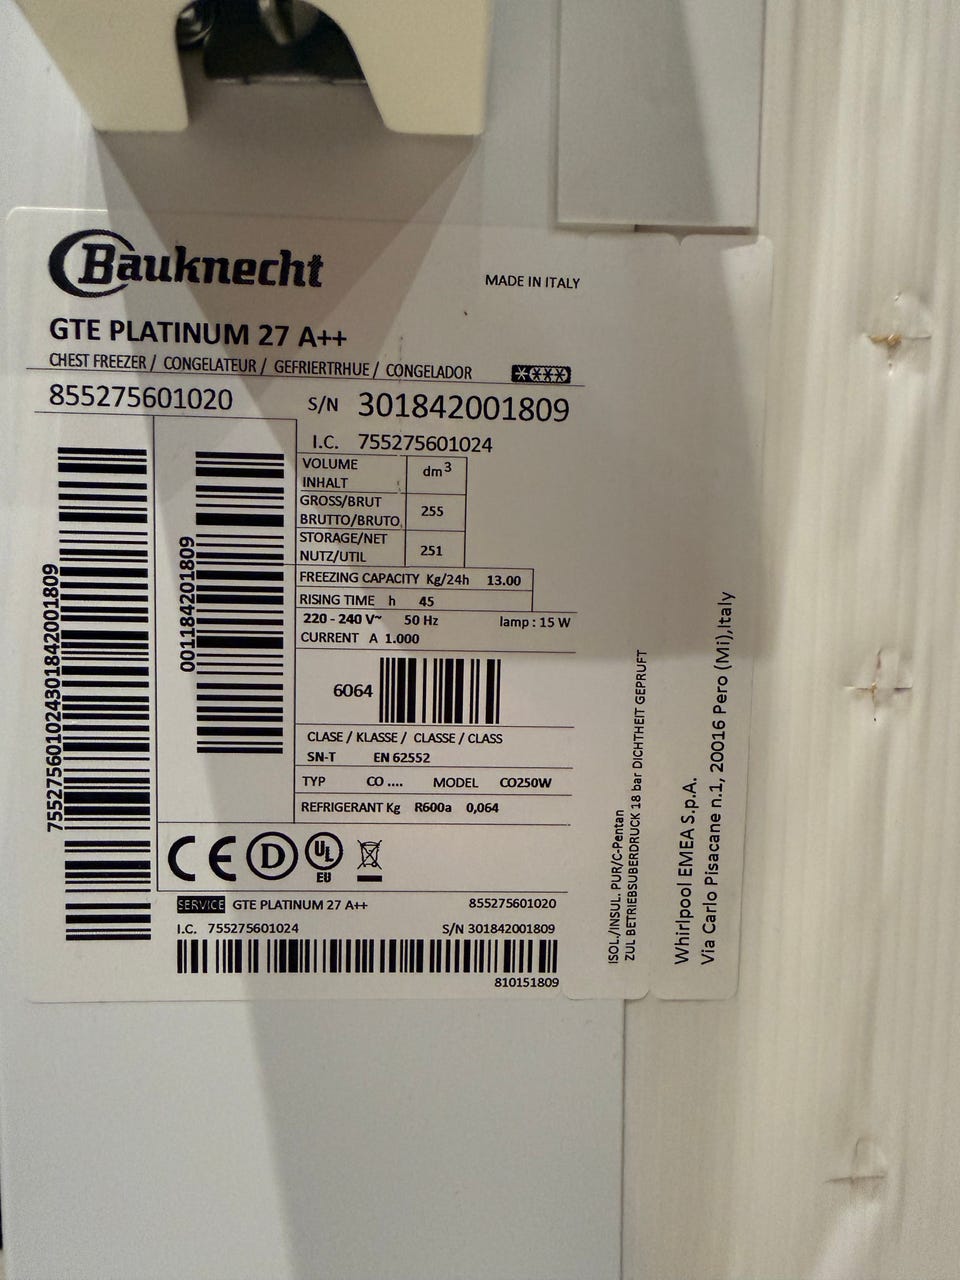 Bauknecht
MADE IN ITALY
GTE PLATINUM 27 A++
CHEST FREEZER / CONGELATEUR / GEFRIERTRHUE / CONGELADOR
855275601020
S/N 301842001809
I.C. 755275601024
VOLUME
INHALT
dm3
GROSS/BRUT
BRUTTO/BRUTO
255
STORAGE/NET
NUTZ/UTIL
251
FREEZING CAPACITY Kg/24h 13.00
RISING TIME h 45
220 - 240 V~ 50 Hz lamp : 15 W
CURRENT A 1.000
6064
CLASE / KLASSE / CLASSE / CLASS
SN-T EN 62552
TYP CO .... MODEL CO250W
REFRIGERANT Kg R600a 0,064
755275601024301842001809
001184201809
CE D UL
EU
SERVICE GTE PLATINUM 27 A++ 855275601020
I.C. 755275601024 S/N 301842001809
810151809
ISOL./INSUL. PUR/C-Pentan
ZUL BETRIEBSUBERDRUCK 18 bar DICHTHEIT GEPRUFT
Whirlpool EMEA S.p.A.
Via Carlo Pisacane n.1, 20016 Pero (Mi),Italy